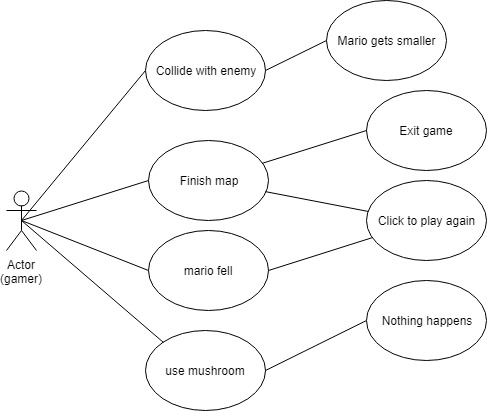 Mario gets smaller
Collide with enemy
Exit game
Finish map
Click to play again
Actor
(gamer)
mario fell
Nothing happens
use mushroom